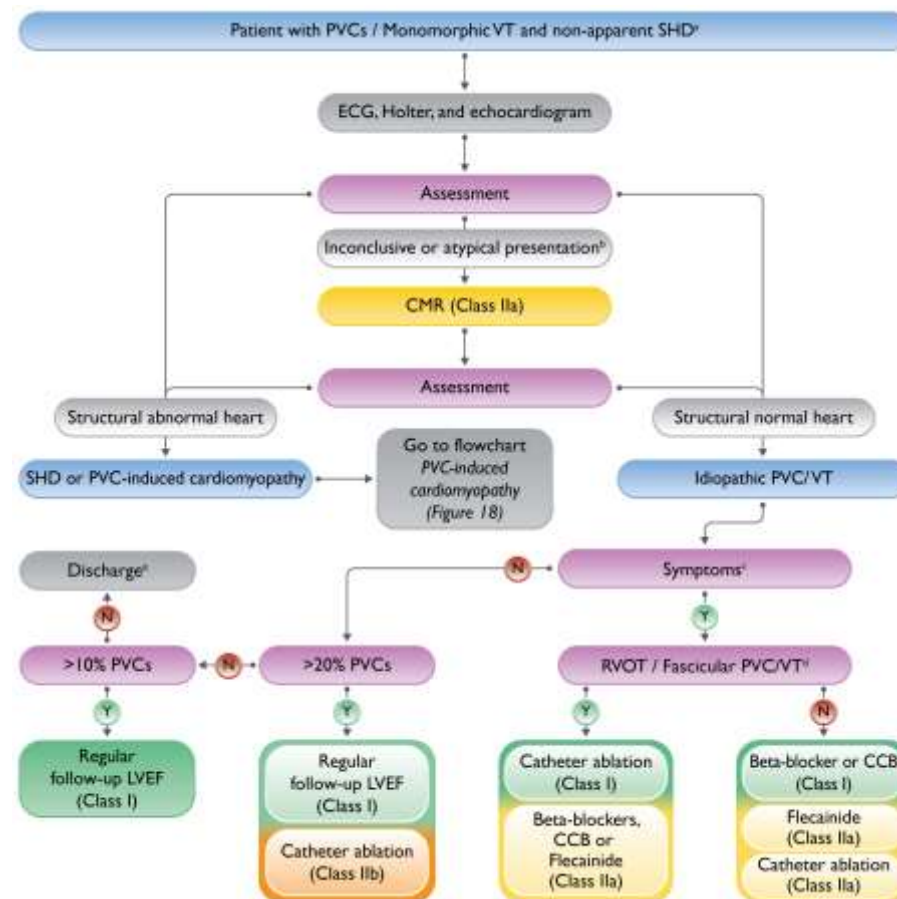 Patient with PVCs / Monomorphic VT and non-apparent SHDᵃ
ECG, Holter, and echocardiogram
Assessment
Inconclusive or atypical presentationᵇ
CMR (Class IIa)
Assessment
Structural abnormal heart
Structural normal heart
SHD or PVC-induced cardiomyopathy
Go to flowchart
PVC-induced
cardiomyopathy
(Figure 18)
Idiopathic PVC/ VT
Dischargeᵉ
N
Symptomsᶜ
N
Y
>10% PVCs
N
>20% PVCs
RVOT / Fascicular PVC/VTᵈ
Y
Y
Y
N
Regular
follow-up LVEF
(Class I)
Regular
follow-up LVEF
(Class I)
Catheter ablation
(Class IIb)
Catheter ablation
(Class I)
Beta-blockers,
CCB or
Flecainide
(Class IIa)
Beta-blocker or CCB
(Class I)
Flecainide
(Class IIa)
Catheter ablation
(Class IIa)